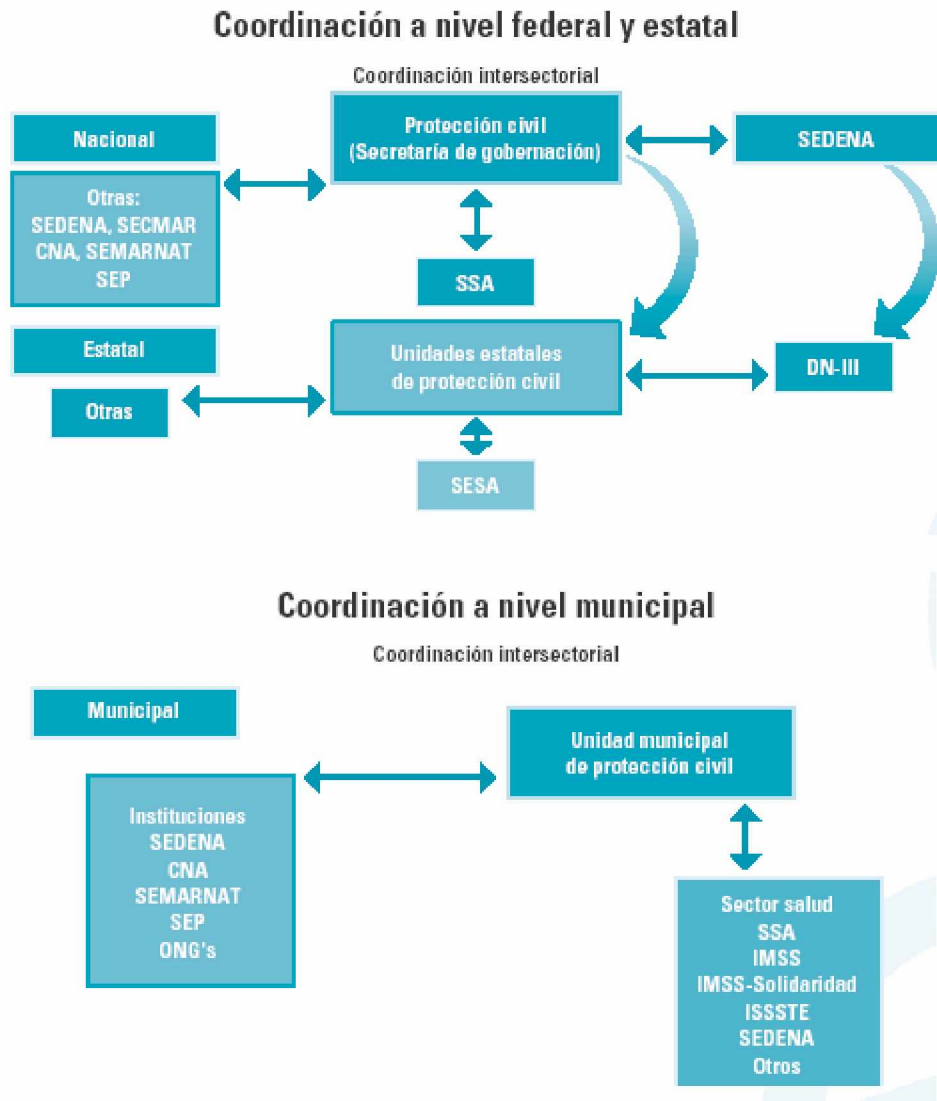 Coordinación a nivel federal y estatal
Coordinación intersectorial
Nacional
Protección civil
(Secretaría de gobernación)
SEDENA
Otras:
SEDENA, SECMAR
CNA, SEMARNAT
SEP
SSA
Estatal
Unidades estatales
de protección civil
DN-III
Otras
SESA
Coordinación a nivel municipal
Coordinación intersectorial
Municipal
Unidad municipal
de protección civil
Instituciones
SEDENA
CNA
SEMARNAT
SEP
ONG's
Sector salud
SSA
IMSS
IMSS-Solidaridad
ISSSTE
SEDENA
Otros